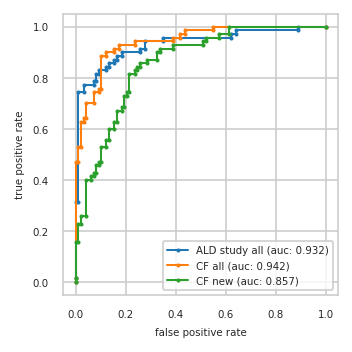 1.0
0.8
0.6
0.4
0.2
0.0
true positive rate
ALD study all (auc: 0.932)
CF all (auc: 0.942)
CF new (auc: 0.857)
0.0 0.2 0.4 0.6 0.8 1.0
false positive rate